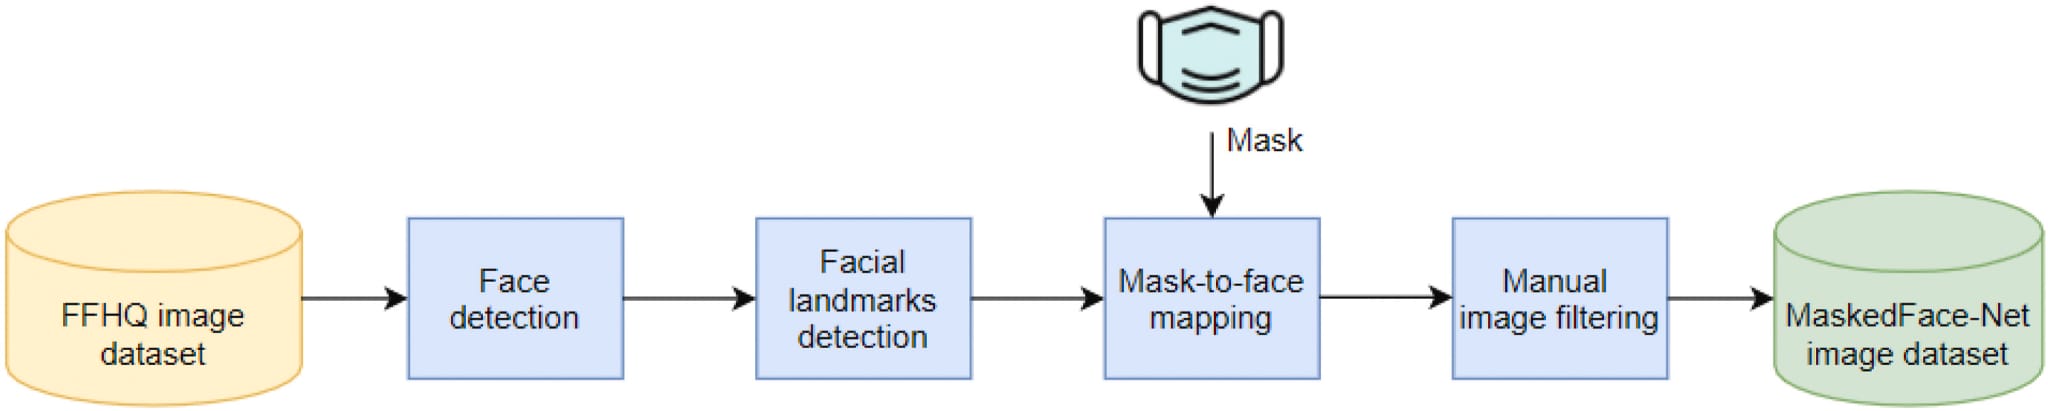 Mask
FFHQ image
dataset
Face
detection
Facial
landmarks
detection
Mask-to-face
mapping
Manual
image filtering
MaskedFace-Net
image dataset